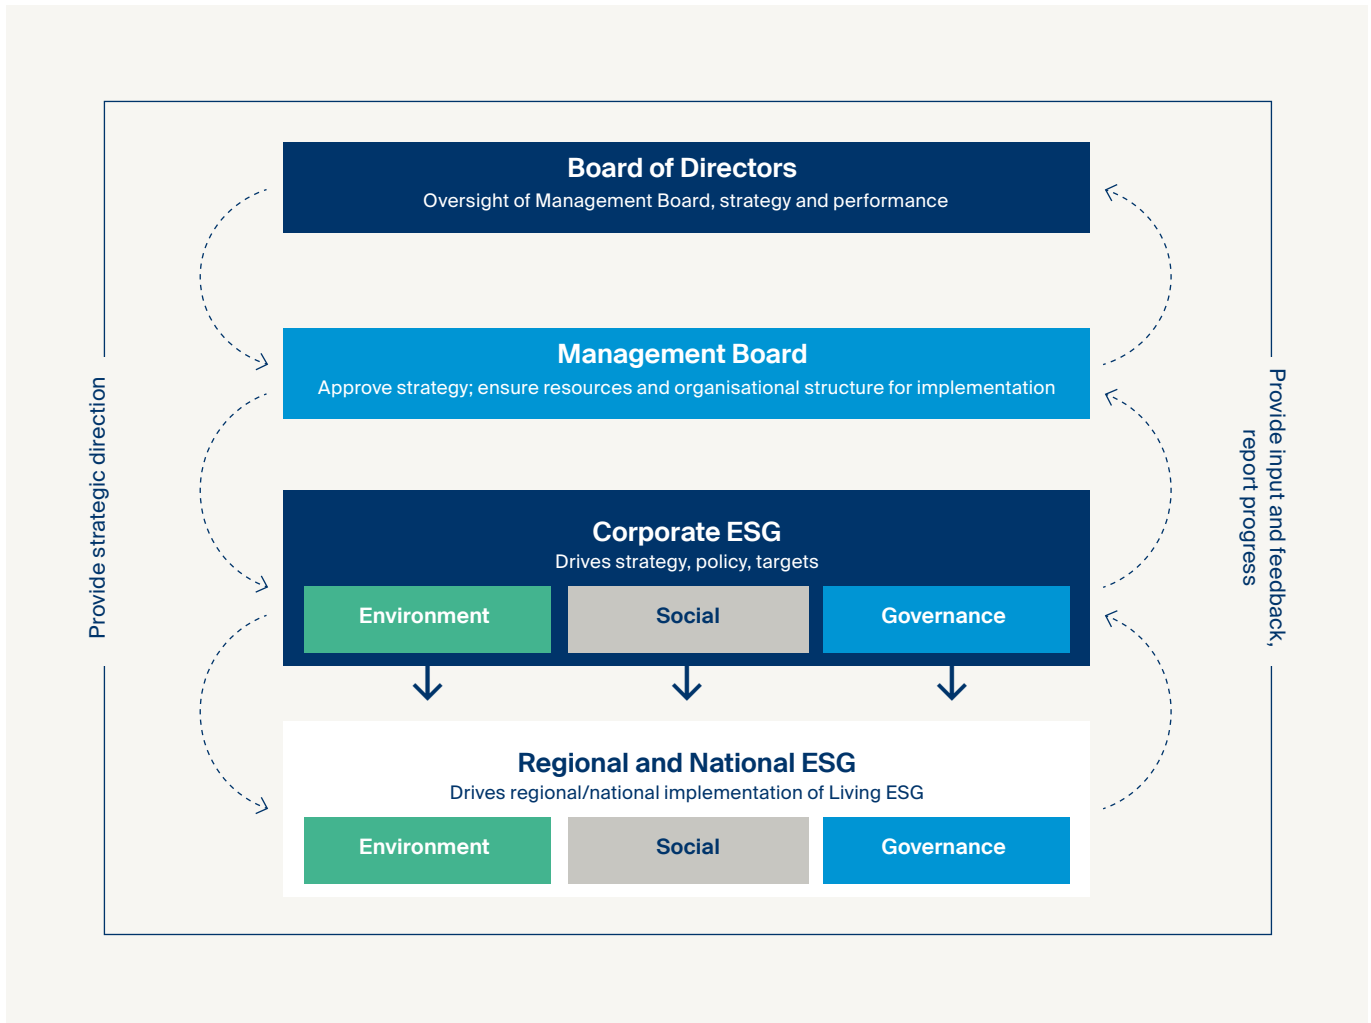 Board of Directors
Oversight of Management Board, strategy and performance
Management Board
Approve strategy; ensure resources and organisational structure for implementation
Provide strategic direction
Provide input and feedback,
report progress
Corporate ESG
Drives strategy, policy, targets
Environment
Social
Governance
Regional and National ESG
Drives regional/national implementation of Living ESG
Environment
Social
Governance